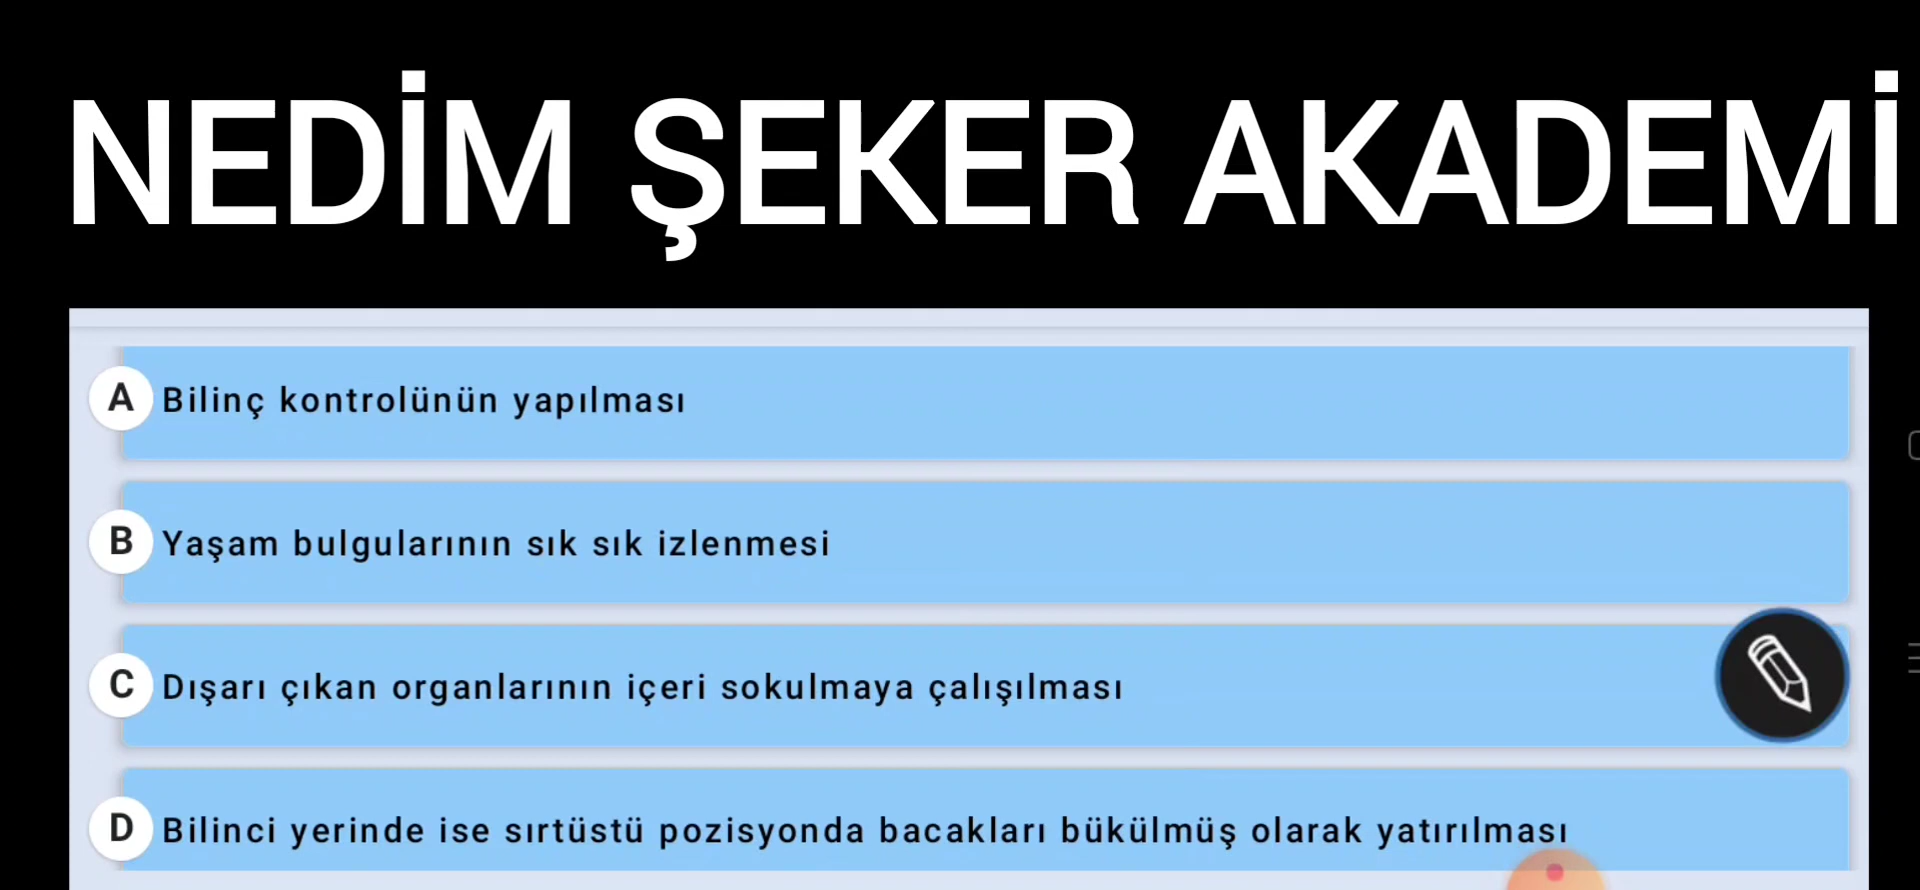 NEDİM ŞEKER AKADEMİ
A Bilinç kontrolünün yapılması
B Yaşam bulgularının sık sık izlenmesi
C Dışarı çıkan organlarının içeri sokulmaya çalışılması
D Bilinci yerinde ise sırtüstü pozisyonda bacakları bükülmüş olarak yatırılması